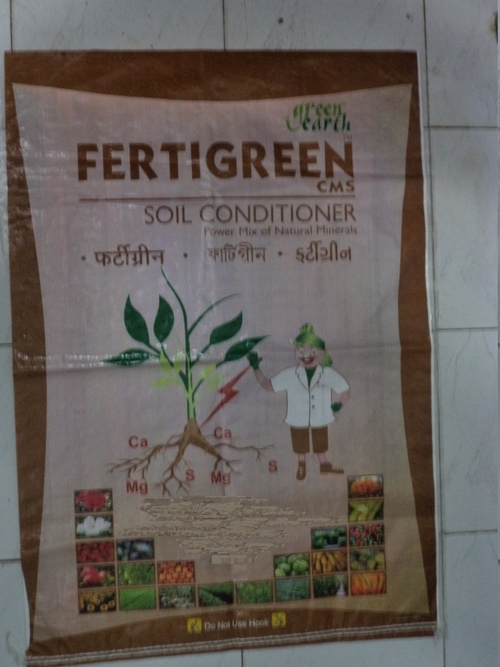 green
earth
FERTIGREEN
CMS
SOIL CONDITIONER
Power Mix of Natural Minerals
• फर्टीग्रीन • ফার্টিগ্রীন • ફર્ટીગ્રીન
Ca Ca
Mg S Mg S
Do Not Use Hook